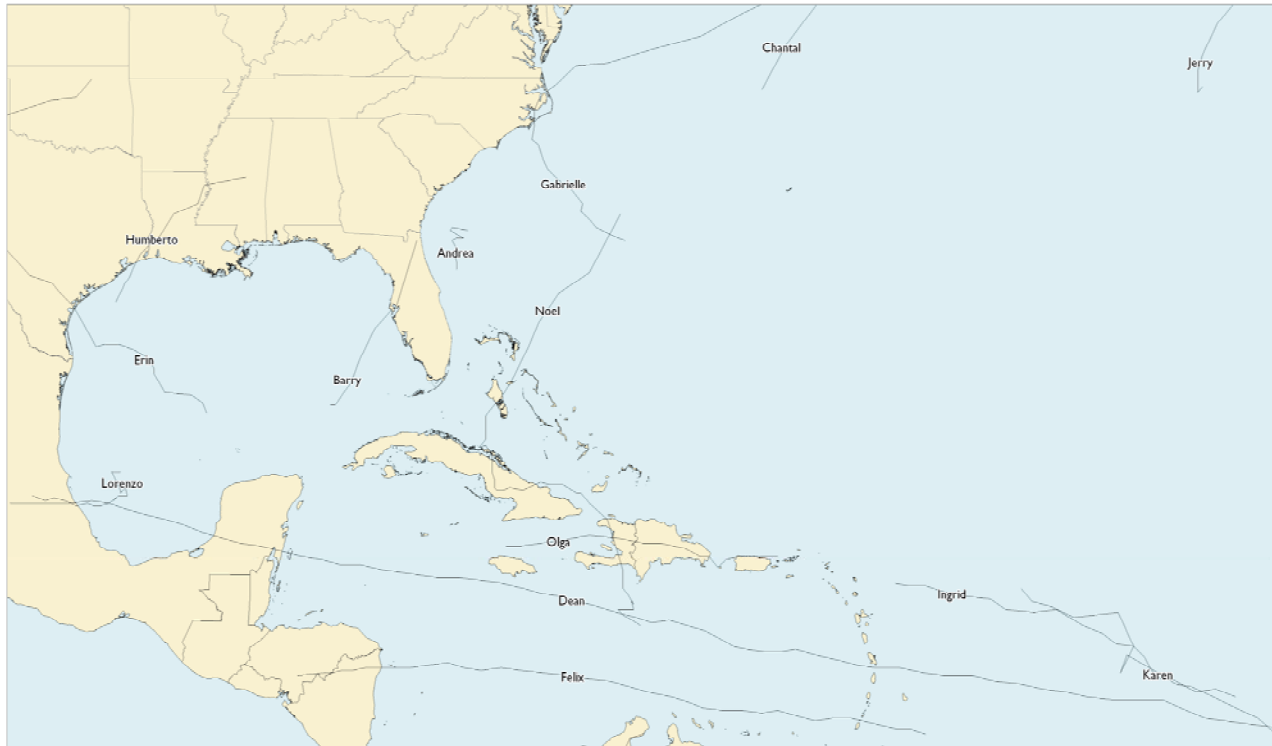 Chantal
Jerry
Gabrielle
Humberto
Andrea
Noel
Erin
Barry
Lorenzo
Olga
Dean
Ingrid
Felix
Karen